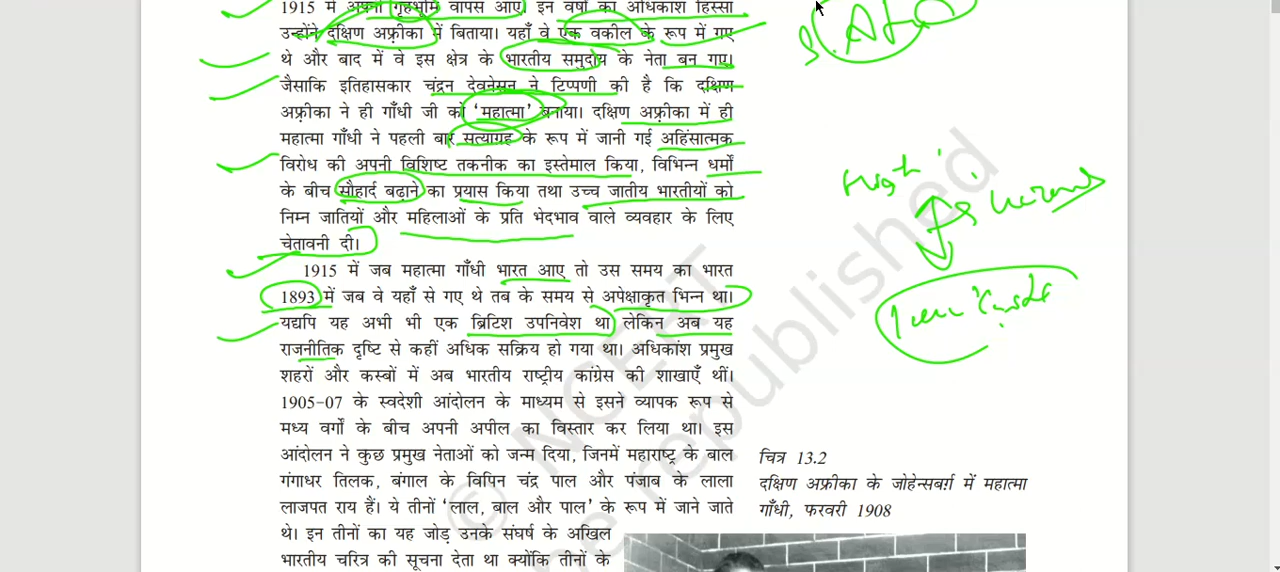 1915 में अपनी गृहभूमि वापस आए। इन वर्षों का अधिकांश हिस्सा
उन्होंने दक्षिण अफ़्रीका में बिताया। यहाँ वे एक वकील के रूप में गए
थे और बाद में वे इस क्षेत्र के भारतीय समुदाय के नेता बन गए।
जैसाकि इतिहासकार चंद्रन देवनेसन ने टिप्पणी की है कि दक्षिण
अफ़्रीका ने ही गाँधी जी को 'महात्मा' बनाया। दक्षिण अफ़्रीका में ही
महात्मा गाँधी ने पहली बार सत्याग्रह के रूप में जानी गई अहिंसात्मक
विरोध की अपनी विशिष्ट तकनीक का इस्तेमाल किया, विभिन्न धर्मों
के बीच सौहार्द बढ़ाने का प्रयास किया तथा उच्च जातीय भारतीयों को
निम्न जातियों और महिलाओं के प्रति भेदभाव वाले व्यवहार के लिए
चेतावनी दी।
1915 में जब महात्मा गाँधी भारत आए तो उस समय का भारत
1893 में जब वे यहाँ से गए थे तब के समय से अपेक्षाकृत भिन्न था।
यद्यपि यह अभी भी एक ब्रिटिश उपनिवेश था लेकिन अब यह
राजनीतिक दृष्टि से कहीं अधिक सक्रिय हो गया था। अधिकांश प्रमुख
शहरों और कस्बों में अब भारतीय राष्ट्रीय कांग्रेस की शाखाएँ थीं।
1905-07 के स्वदेशी आंदोलन के माध्यम से इसने व्यापक रूप से
मध्य वर्गों के बीच अपनी अपील का विस्तार कर लिया था। इस
आंदोलन ने कुछ प्रमुख नेताओं को जन्म दिया, जिनमें महाराष्ट्र के बाल
गंगाधर तिलक, बंगाल के विपिन चंद्र पाल और पंजाब के लाला
लाजपत राय हैं। ये तीनों 'लाल, बाल और पाल' के रूप में जाने जाते
थे। इन तीनों का यह जोड़ उनके संघर्ष के अखिल
भारतीय चरित्र की सूचना देता था क्योंकि तीनों के
चित्र 13.2
दक्षिण अफ्रीका के जोहेन्सबर्ग में महात्मा
गाँधी, फरवरी 1908
© NCERT
be republished